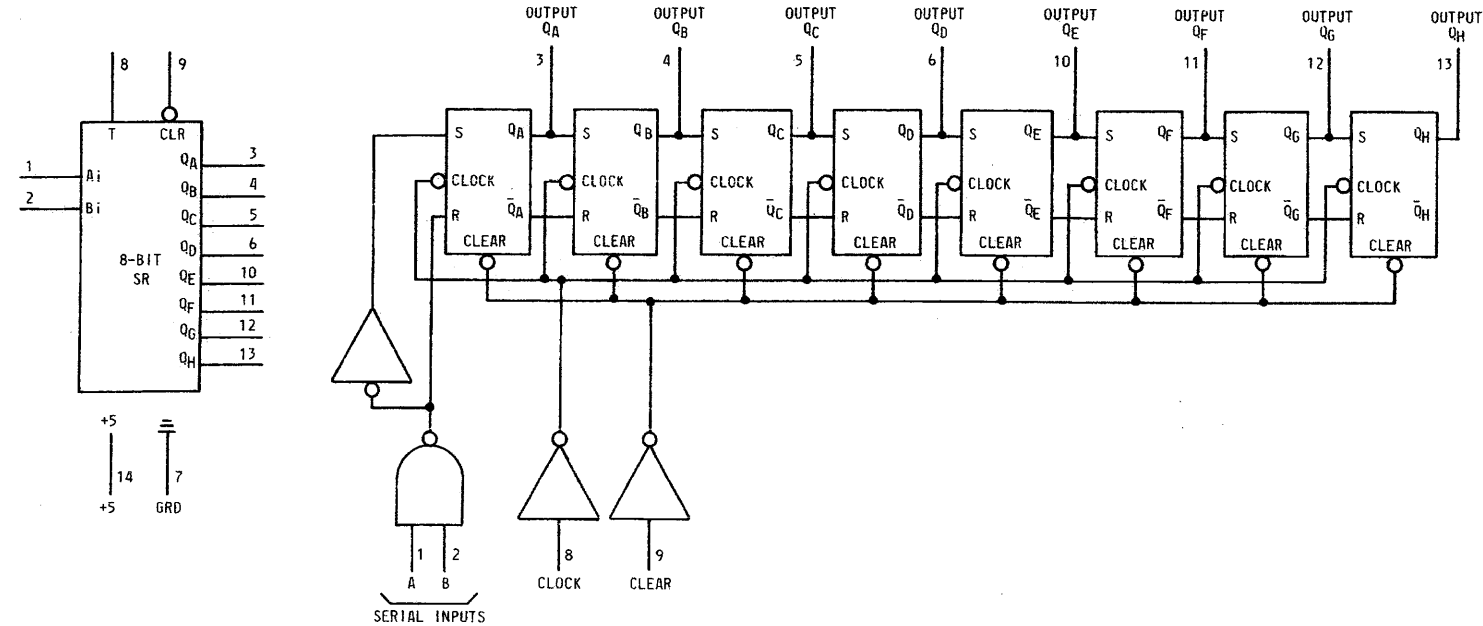 8 9
T CLR
1 Ai
2 Bi
QA 3
QB 4
QC 5
QD 6
QE 10
QF 11
QG 12
QH 13
8-BIT
SR
+5
14 7
+5 GRD
OUTPUT OUTPUT OUTPUT OUTPUT OUTPUT OUTPUT OUTPUT OUTPUT
QA QB QC QD QE QF QG QH
3 4 5 6 10 11 12 13
S QA S QB S QC S QD S QE S QF S QG S QH
CLOCK CLOCK CLOCK CLOCK CLOCK CLOCK CLOCK CLOCK
R Q̅A R Q̅B R Q̅C R Q̅D R Q̅E R Q̅F R Q̅G R Q̅H
CLEAR CLEAR CLEAR CLEAR CLEAR CLEAR CLEAR CLEAR
1 2 8 9
A B CLOCK CLEAR
SERIAL INPUTS